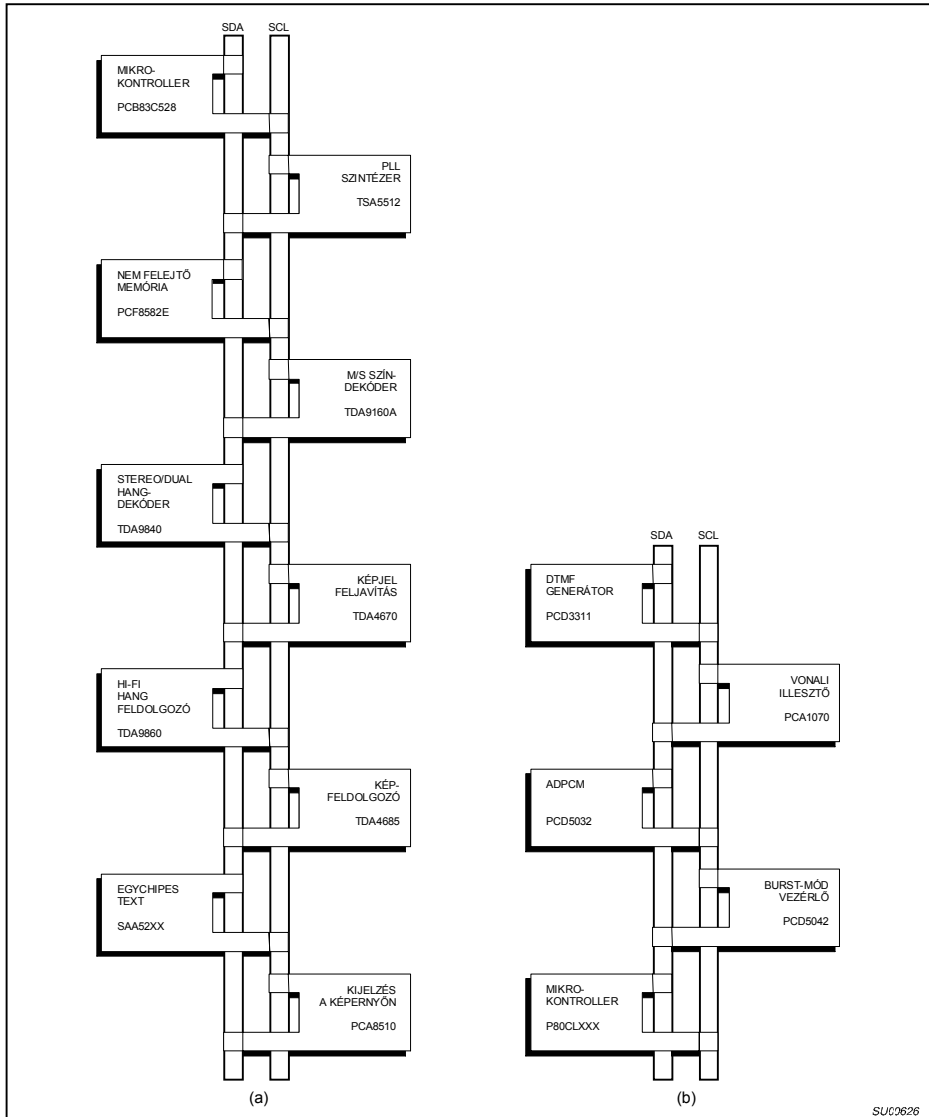 SDA SCL
MIKRO-
KONTROLLER
PCB83C528
PLL
SZINTÉZER
TSA5512
NEM FELEJTŐ
MEMÓRIA
PCF8582E
M/S SZÍN-
DEKÓDER
TDA9160A
STEREO/DUAL
HANG-
DEKÓDER
TDA9840
KÉPJEL
FELJAVÍTÁS
TDA4670
HI-FI
HANG
FELDOLGOZÓ
TDA9860
KÉP-
FELDOLGOZÓ
TDA4685
EGYCHIPES
TEXT
SAA52XX
KIJELZÉS
A KÉPERNYŐN
PCA8510
(a)
SDA SCL
DTMF
GENERÁTOR
PCD3311
VONALI
ILLESZTŐ
PCA1070
ADPCM
PCD5032
BURST-MÓD
VEZÉRLŐ
PCD5042
MIKRO-
KONTROLLER
P80CLXXX
(b)
SU00626